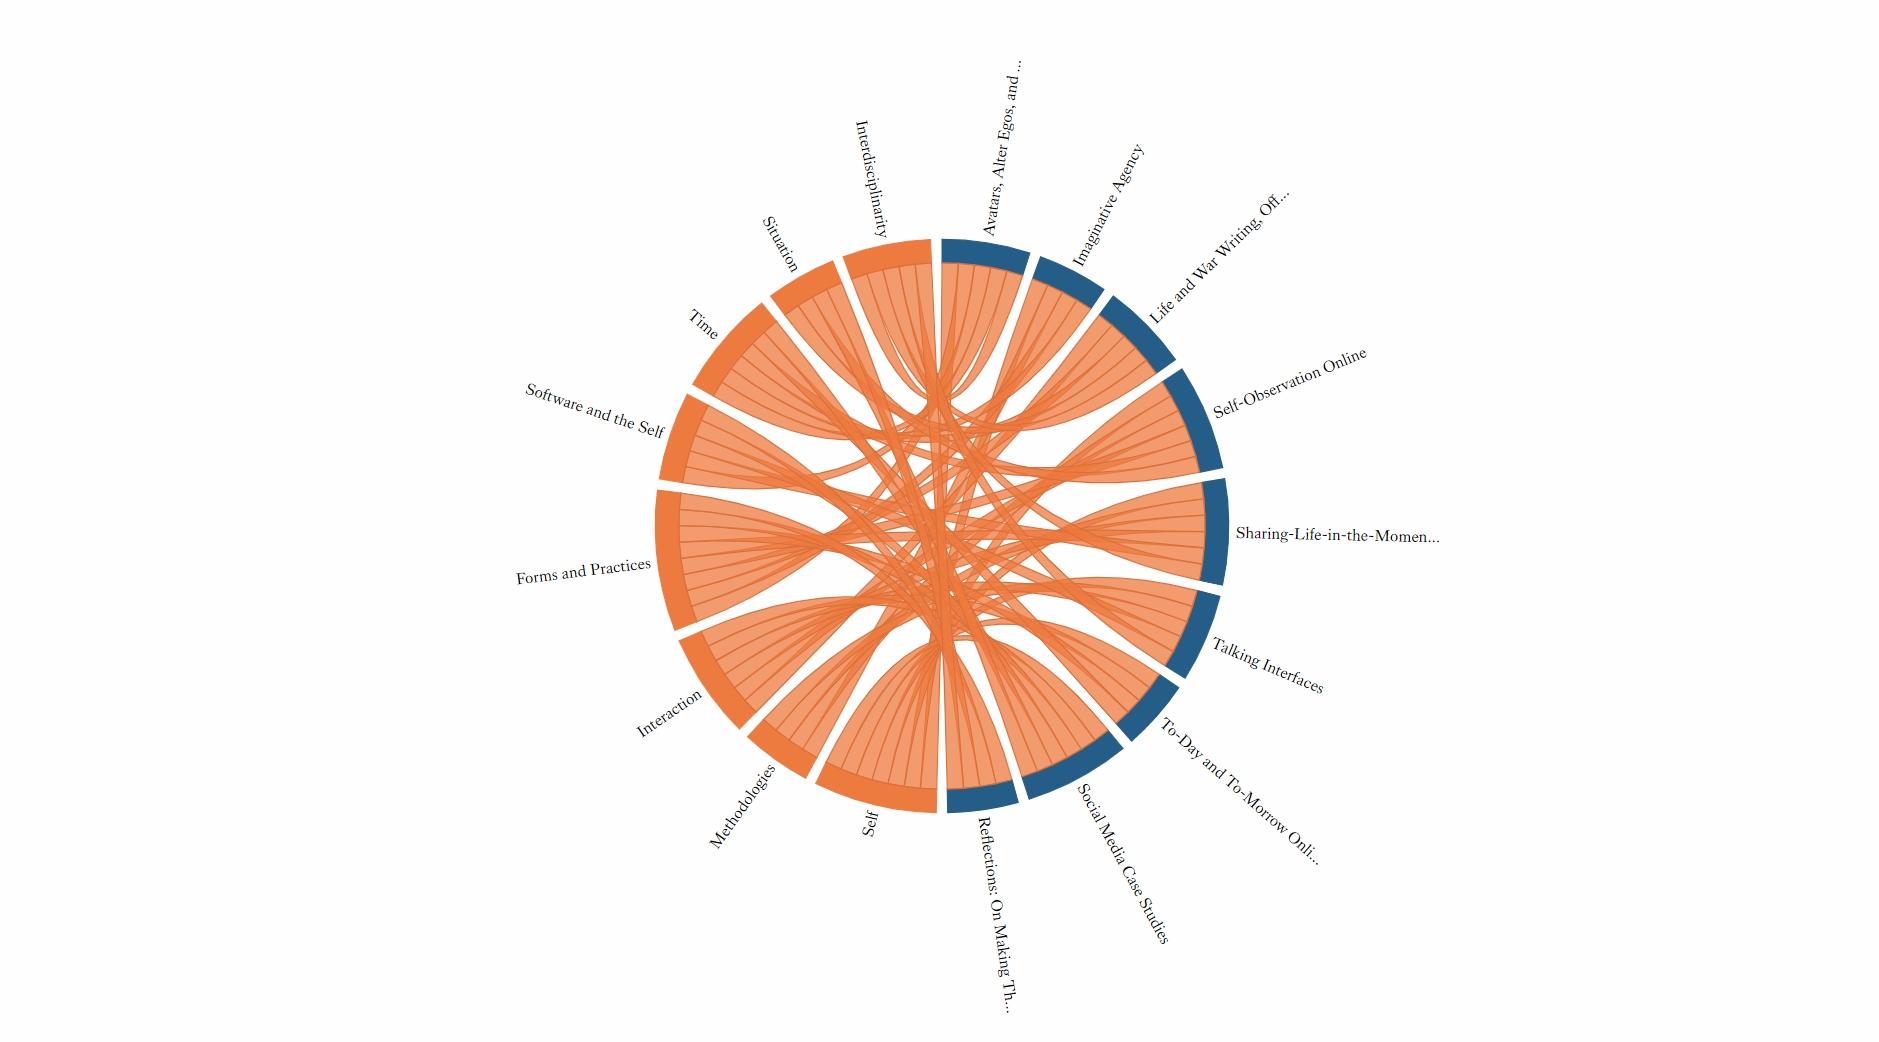 Avatars, Alter Egos, and ...
Imaginative Agency
Life and War Writing, Off...
Self-Observation Online
Sharing-Life-in-the-Momen...
Talking Interfaces
To-Day and To-Morrow Onli...
Social Media Case Studies
Reflections: On Making Th...
Self
Methodologies
Interaction
Forms and Practices
Software and the Self
Time
Situation
Interdisciplinarity